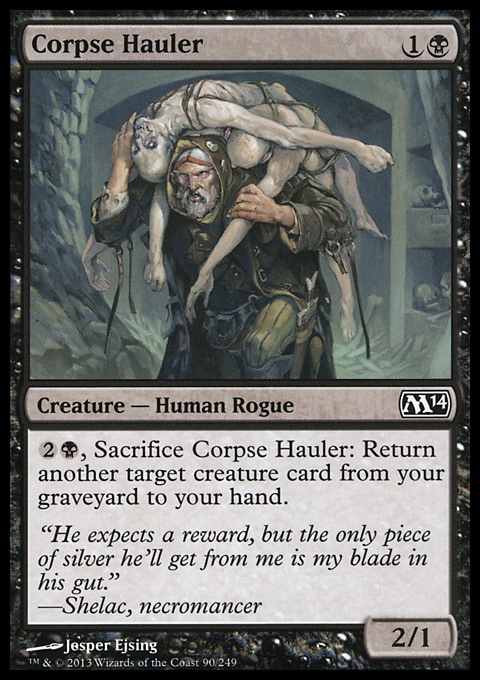 Corpse Hauler 1
Creature — Human Rogue M14
2, Sacrifice Corpse Hauler: Return
another target creature card from your
graveyard to your hand.
“He expects a reward, but the only piece
of silver he’ll get from me is my blade in
his gut.”
—Shelac, necromancer
Jesper Ejsing
™ & © 2013 Wizards of the Coast 90/249
2/1